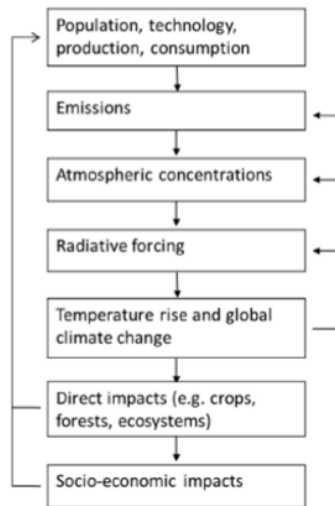 Population, technology,
production, consumption
Emissions
Atmospheric concentrations
Radiative forcing
Temperature rise and global
climate change
Direct impacts (e.g. crops,
forests, ecosystems)
Socio-economic impacts